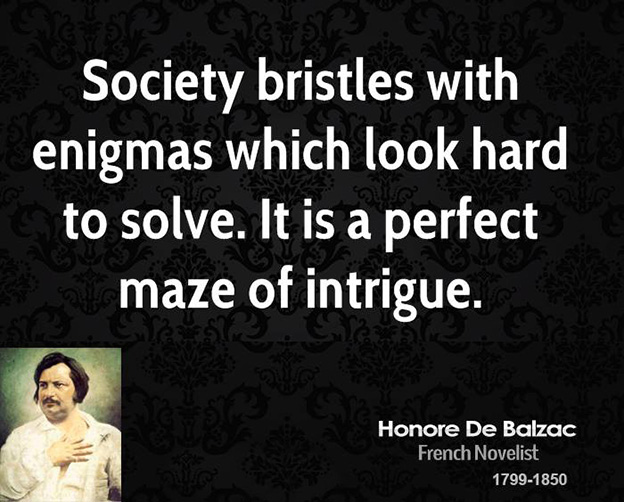 Society bristles with
enigmas which look hard
to solve. It is a perfect
maze of intrigue.
Honore De Balzac
French Novelist
1799-1850